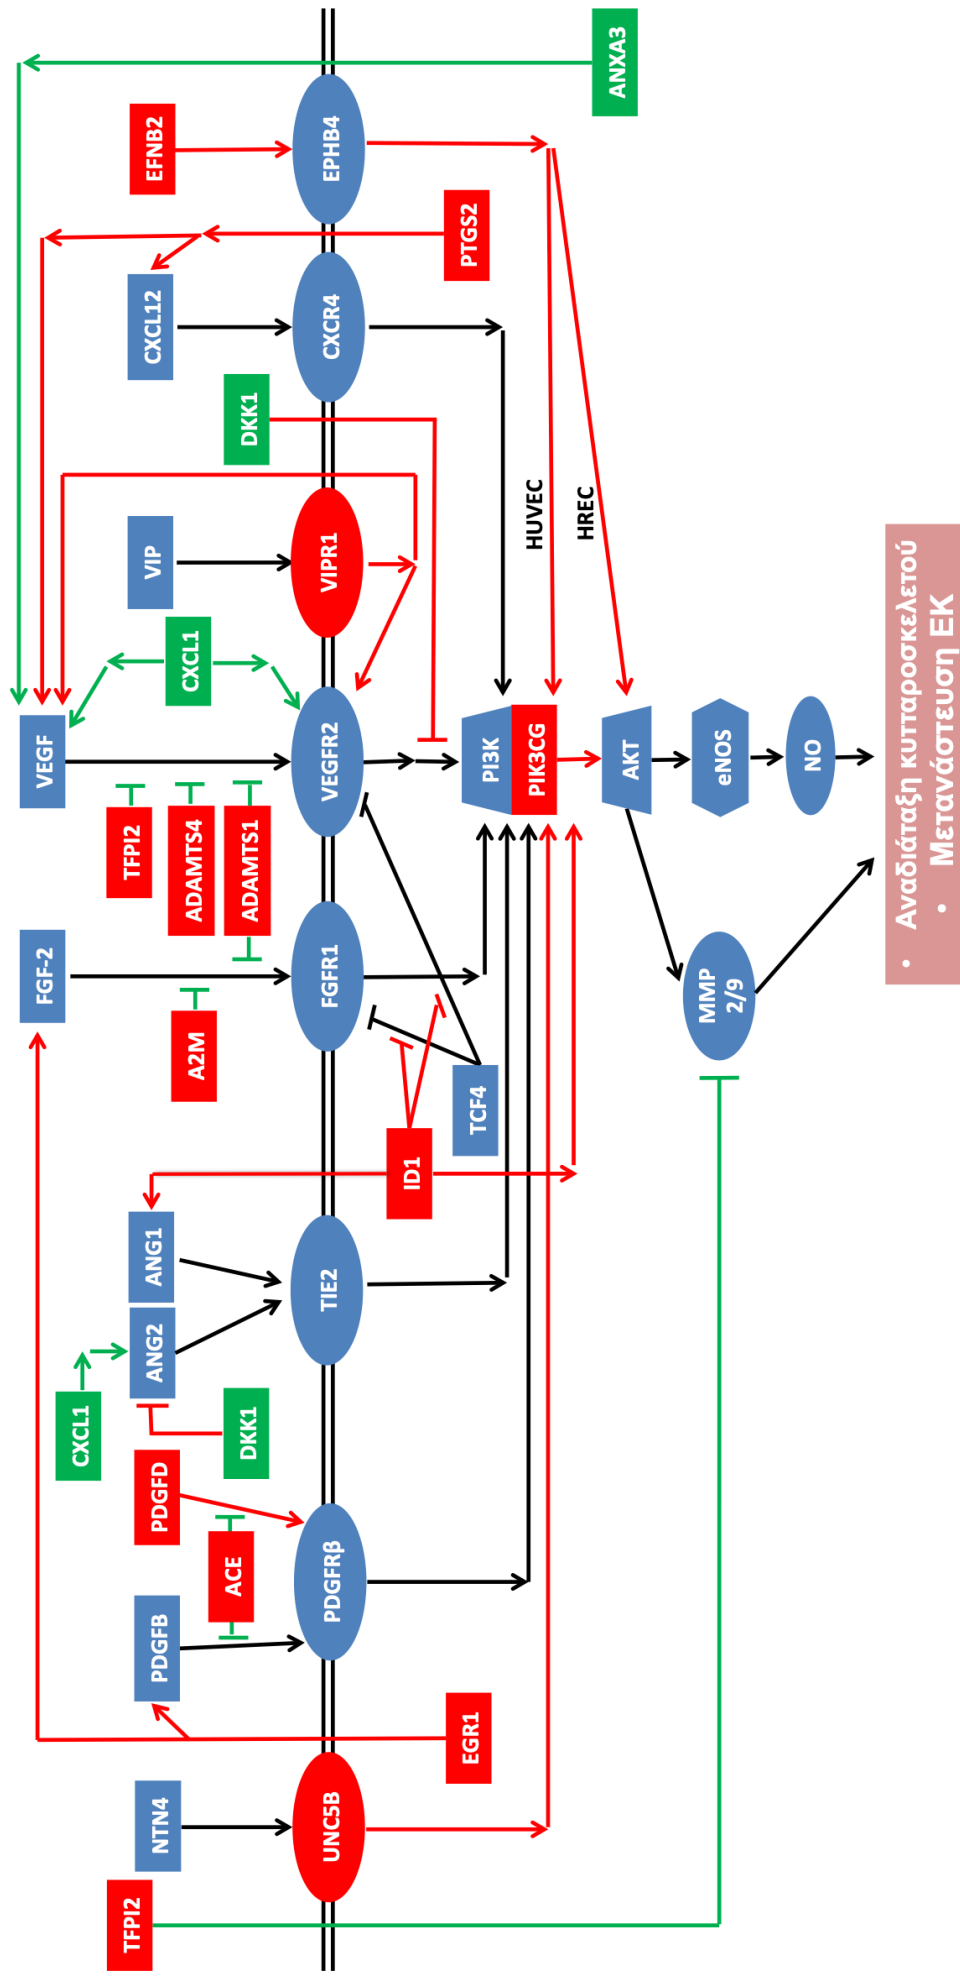 TFPI2
NTN4
UNC5B
EGR1
PDGFB
ACE
PDGFD
PDGFRβ
CXCL1
DKK1
ANG2
ANG1
TIE2
ID1
TCF4
FGF-2
A2M
FGFR1
TFPI2
ADAMTS4
ADAMTS1
VEGF
VEGFR2
CXCL1
VIP
VIPR1
DKK1
CXCL12
CXCR4
PTGS2
EFNB2
EPHB4
ANXA3
HUVEC
HREC
PI3K
PIK3CG
AKT
eNOS
NO
MMP
2/9
• Αναδιάταξη κυτταροσκελετού
• Μετανάστευση ΕΚ